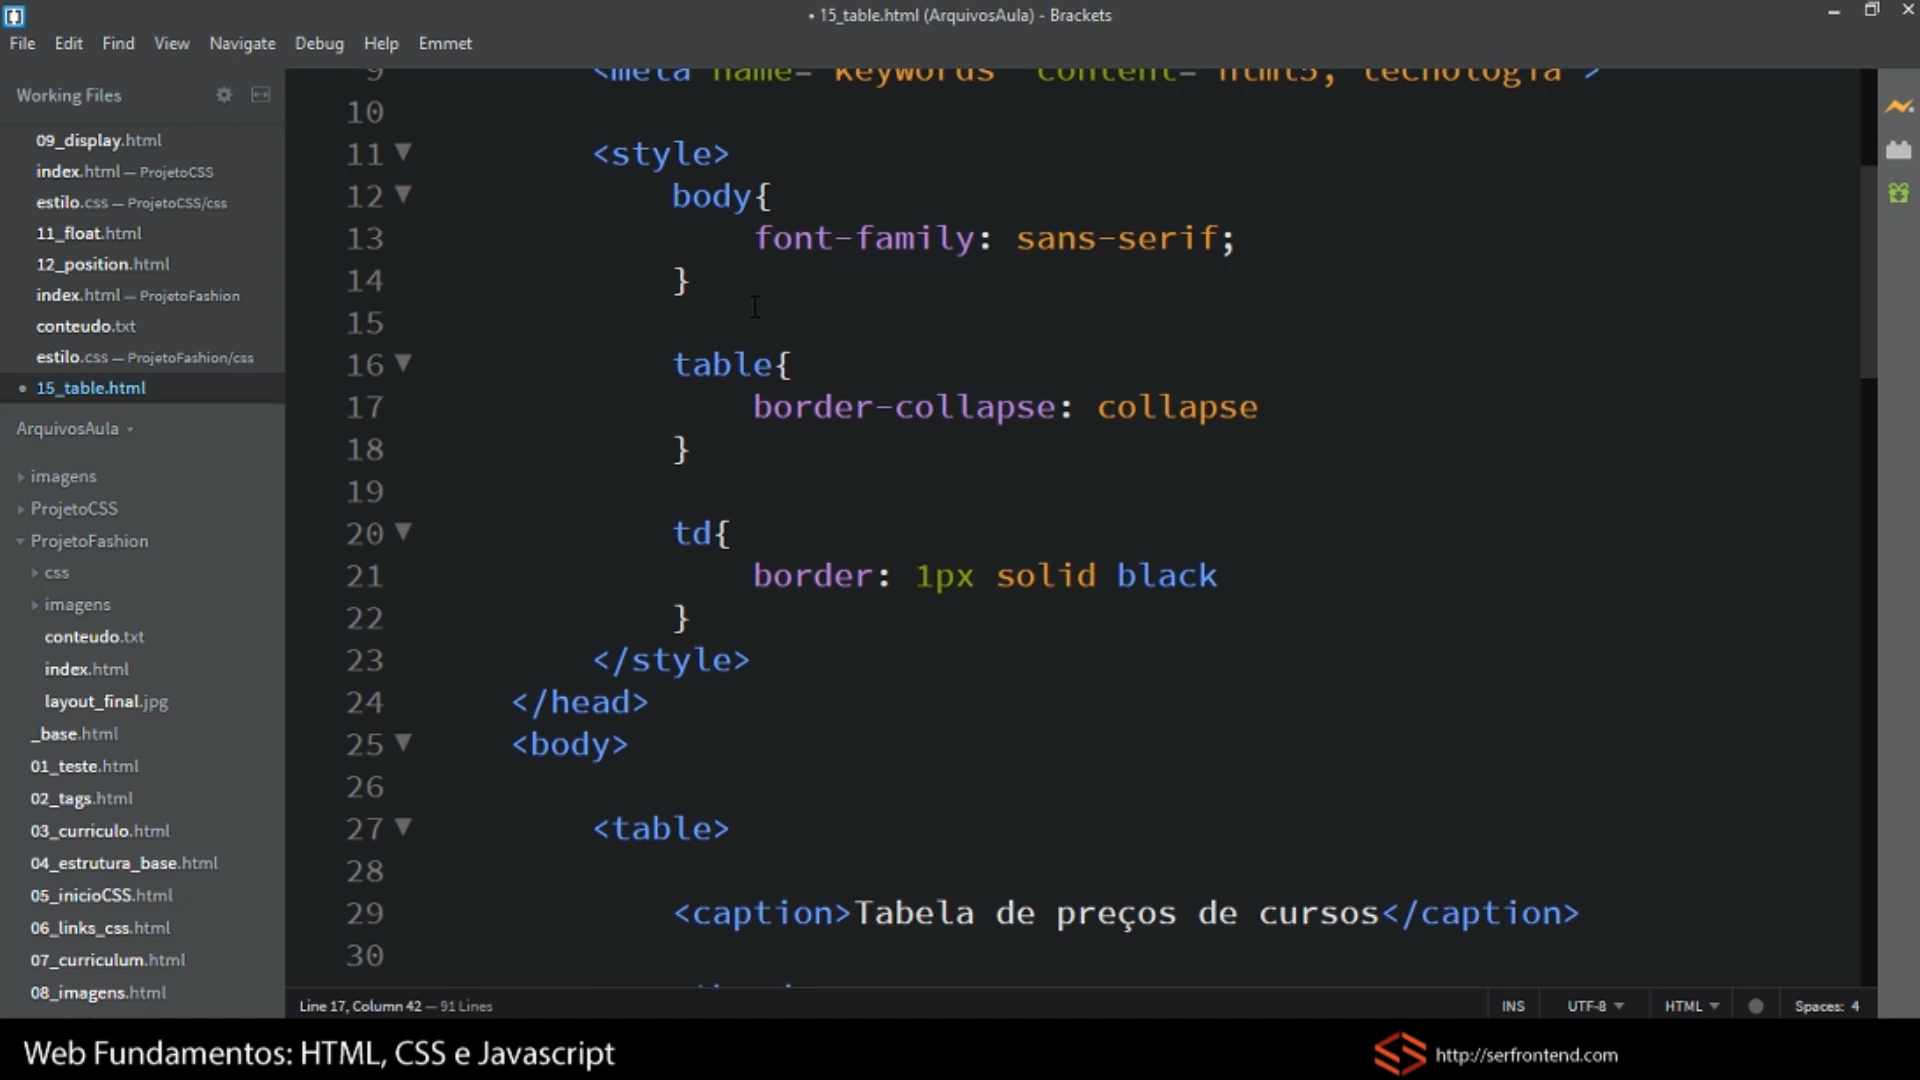 • 15_table.html (ArquivosAula) - Brackets
File Edit Find View Navigate Debug Help Emmet
Working Files
09_display.html
index.html — ProjetoCSS
estilo.css — ProjetoCSS/css
11_float.html
12_position.html
index.html — ProjetoFashion
conteudo.txt
estilo.css — ProjetoFashion/css
• 15_table.html
ArquivosAula
imagens
ProjetoCSS
ProjetoFashion
css
imagens
conteudo.txt
index.html
layout_final.jpg
_base.html
01_teste.html
02_tags.html
03_curriculo.html
04_estrutura_base.html
05_inicioCSS.html
06_links_css.html
07_curriculum.html
08_imagens.html
9 <meta name="keywords" content="html5, tecnologia">
10
11 <style>
12 body{
13 font-family: sans-serif;
14 }
15
16 table{
17 border-collapse: collapse
18 }
19
20 td{
21 border: 1px solid black
22 }
23 </style>
24 </head>
25 <body>
26
27 <table>
28
29 <caption>Tabela de preços de cursos</caption>
30
Line 17, Column 42 — 91 Lines
INS UTF-8 HTML Spaces: 4
Web Fundamentos: HTML, CSS e Javascript
http://serfrontend.com